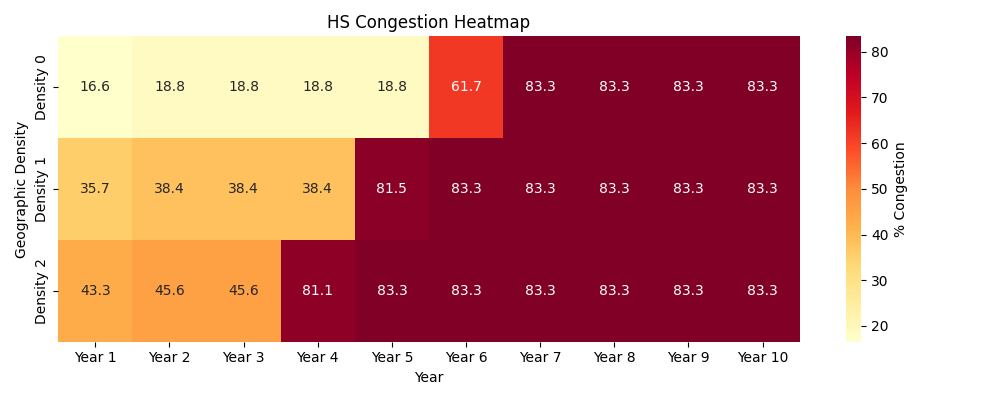 HS Congestion Heatmap
Geographic Density
Density 0
16.6 18.8 18.8 18.8 18.8 61.7 83.3 83.3 83.3 83.3
Density 1
35.7 38.4 38.4 38.4 81.5 83.3 83.3 83.3 83.3 83.3
Density 2
43.3 45.6 45.6 81.1 83.3 83.3 83.3 83.3 83.3 83.3
Year 1 Year 2 Year 3 Year 4 Year 5 Year 6 Year 7 Year 8 Year 9 Year 10
Year
80
70
60
50
40
30
20
% Congestion